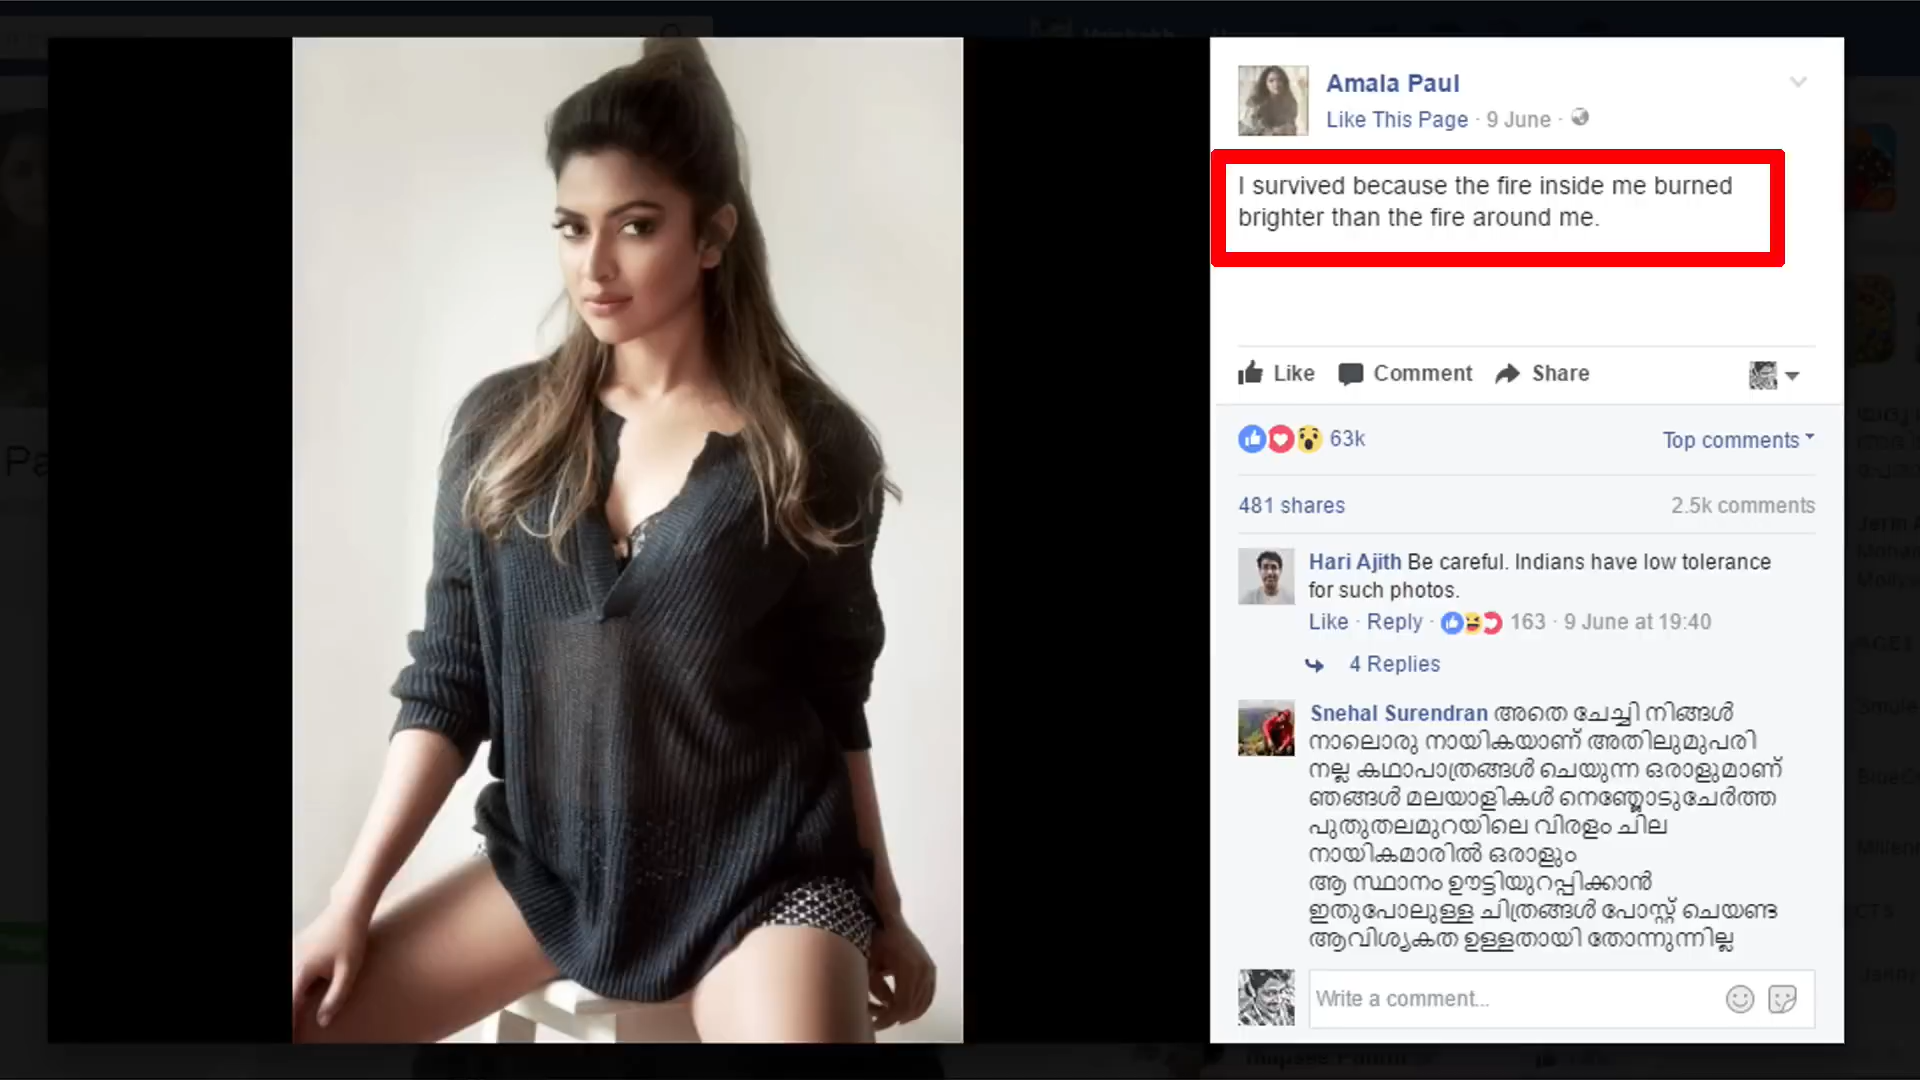 Amala Paul
Like This Page · 9 June ·
I survived because the fire inside me burned
brighter than the fire around me.
Like Comment Share
63k Top comments
481 shares 2.5k comments
Hari Ajith Be careful. Indians have low tolerance
for such photos.
Like · Reply · 163 · 9 June at 19:40
4 Replies
Snehal Surendran അതെ ചേച്ചി നിങ്ങൾ
നാലൊരു നായികയാണ് അതിലുമുപരി
നല്ല കഥാപാത്രങ്ങൾ ചെയുന്ന ഒരാളുമാണ്
ഞങ്ങൾ മലയാളികൾ നെഞ്ചോടുചേർത്ത
പുതുതലമുറയിലെ വിരളം ചില
നായികമാരിൽ ഒരാളും
ആ സ്ഥാനം ഊട്ടിയുറപ്പിക്കാൻ
ഇതുപോലുള്ള ചിത്രങ്ങൾ പോസ്റ്റ് ചെയണ്ട
ആവിശ്യകത ഉള്ളതായി തോന്നുന്നില്ല
Write a comment...